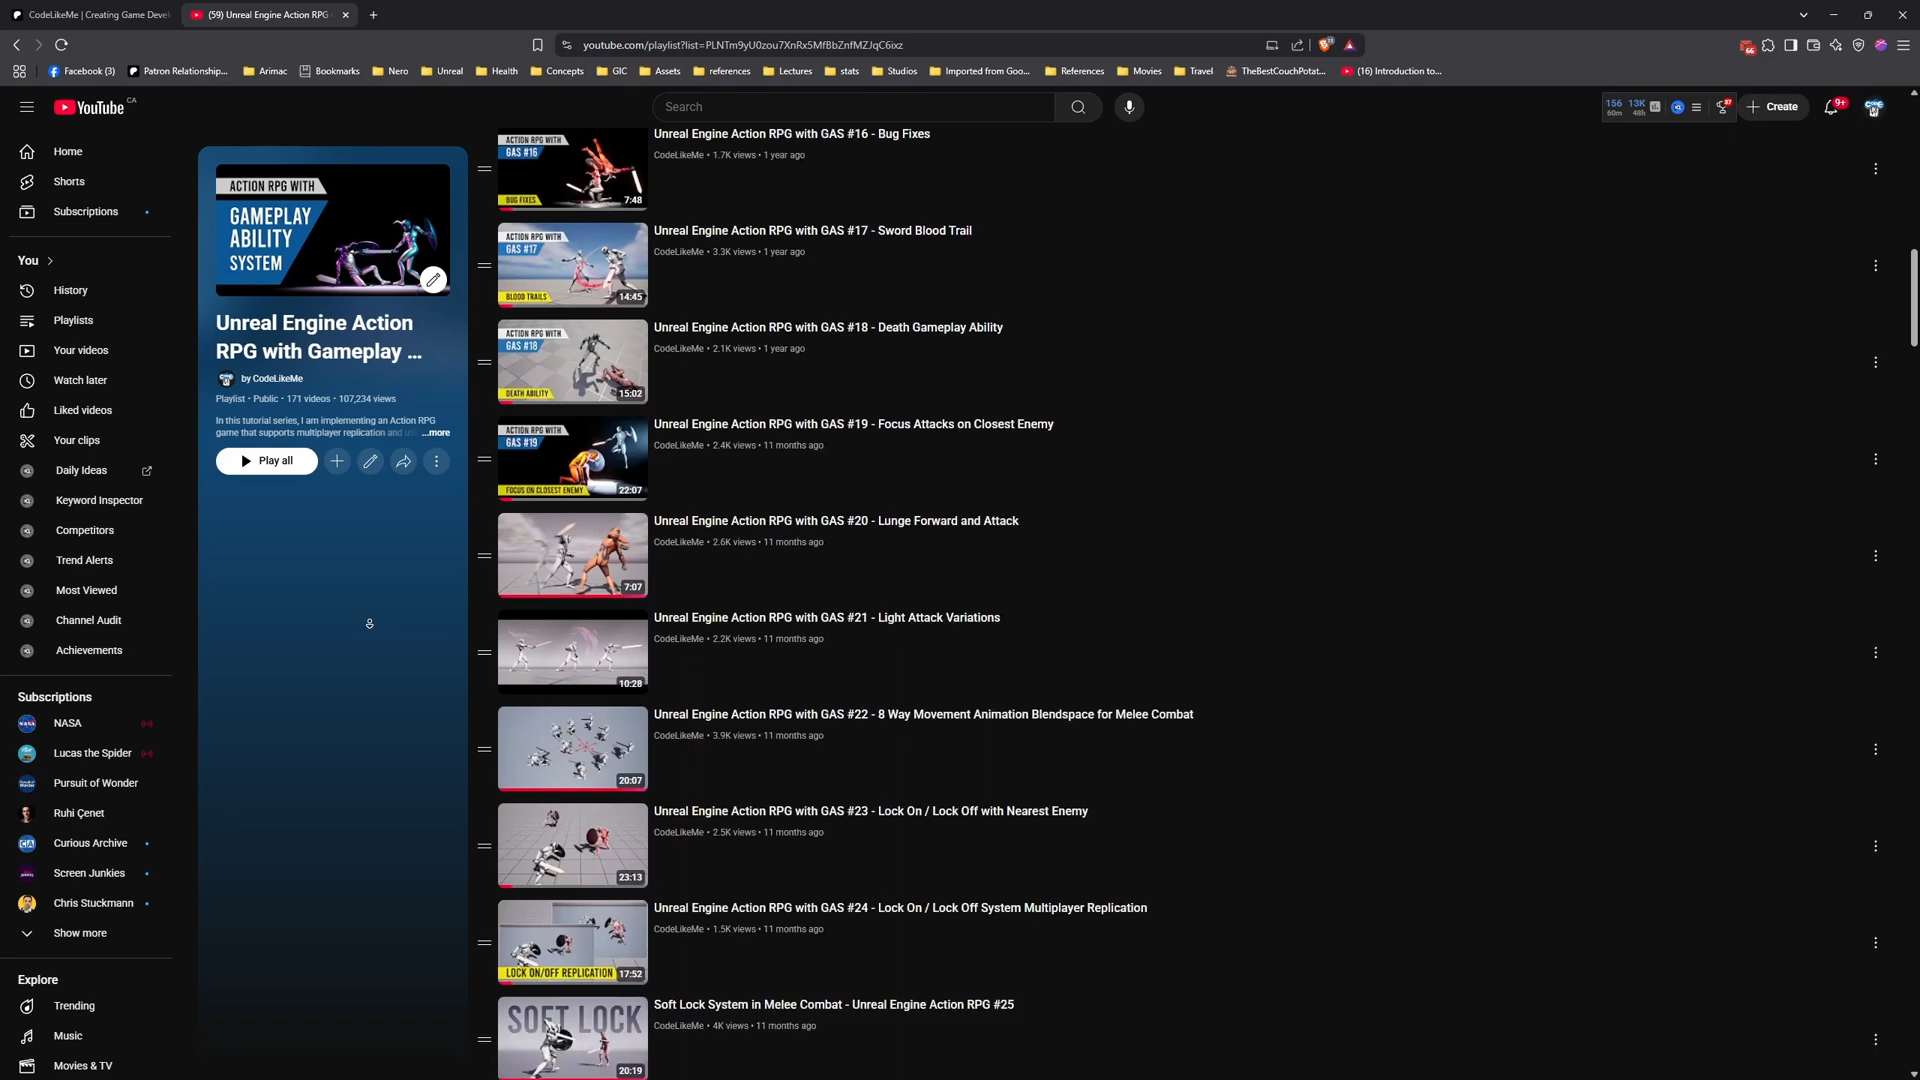 CodeLikeMe | Creating Game Devel
(59) Unreal Engine Action RPG
youtube.com/playlist?list=PLNTm9yU0zou7XnRx5MfBbZnfMZJqC6ixz
66
Facebook (3)
Patron Relationship...
Arimac
Bookmarks
Nero
Unreal
Health
Concepts
GIC
Assets
references
Lectures
stats
Studios
Imported from Goo...
References
Movies
Travel
TheBestCouchPotat...
(16) Introduction to...
YouTube CA
Search
156
60m
13K
48h
37
Create
9+
Home
Shorts
Subscriptions
You
History
Playlists
Your videos
Watch later
Liked videos
Your clips
Daily Ideas
Keyword Inspector
Competitors
Trend Alerts
Most Viewed
Channel Audit
Achievements
Subscriptions
NASA
Lucas the Spider
Pursuit of Wonder
Ruhi Çenet
Curious Archive
Screen Junkies
Chris Stuckmann
Show more
Explore
Trending
Music
Movies & TV
ACTION RPG WITH
GAMEPLAY
ABILITY
SYSTEM
Unreal Engine Action
RPG with Gameplay ...
by CodeLikeMe
Playlist • Public • 171 videos • 107,234 views
In this tutorial series, I am implementing an Action RPG
game that supports multiplayer replication and us ...more
Play all
ACTION RPG WITH
GAS #16
BUG FIXES
7:48
Unreal Engine Action RPG with GAS #16 - Bug Fixes
CodeLikeMe • 1.7K views • 1 year ago
ACTION RPG WITH
GAS #17
BLOOD TRAILS
14:45
Unreal Engine Action RPG with GAS #17 - Sword Blood Trail
CodeLikeMe • 3.3K views • 1 year ago
ACTION RPG WITH
GAS #18
DEATH ABILITY
15:02
Unreal Engine Action RPG with GAS #18 - Death Gameplay Ability
CodeLikeMe • 2.1K views • 1 year ago
ACTION RPG WITH
GAS #19
FOCUS ON CLOSEST ENEMY
22:07
Unreal Engine Action RPG with GAS #19 - Focus Attacks on Closest Enemy
CodeLikeMe • 2.4K views • 11 months ago
7:07
Unreal Engine Action RPG with GAS #20 - Lunge Forward and Attack
CodeLikeMe • 2.6K views • 11 months ago
10:28
Unreal Engine Action RPG with GAS #21 - Light Attack Variations
CodeLikeMe • 2.2K views • 11 months ago
20:07
Unreal Engine Action RPG with GAS #22 - 8 Way Movement Animation Blendspace for Melee Combat
CodeLikeMe • 3.9K views • 11 months ago
23:13
Unreal Engine Action RPG with GAS #23 - Lock On / Lock Off with Nearest Enemy
CodeLikeMe • 2.5K views • 11 months ago
LOCK ON/OFF REPLICATION
17:52
Unreal Engine Action RPG with GAS #24 - Lock On / Lock Off System Multiplayer Replication
CodeLikeMe • 1.5K views • 11 months ago
SOFT LOCK
20:19
Soft Lock System in Melee Combat - Unreal Engine Action RPG #25
CodeLikeMe • 4K views • 11 months ago